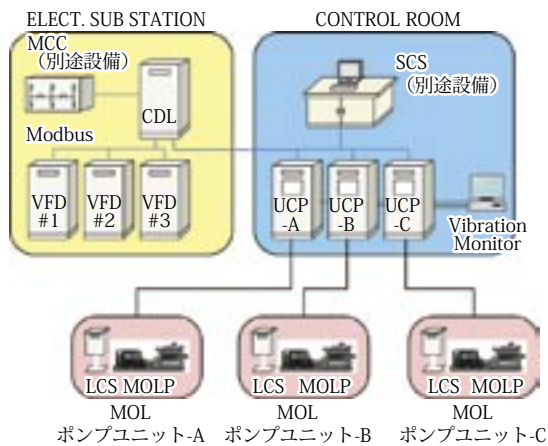 ELECT. SUB STATION
CONTROL ROOM
MCC
（別途設備）
CDL
Modbus
VFD
#1
VFD
#2
VFD
#3
SCS
（別途設備）
UCP
-A
UCP
-B
UCP
-C
Vibration
Monitor
LCS MOLP
LCS MOLP
LCS MOLP
MOL
ポンプユニット-A
MOL
ポンプユニット-B
MOL
ポンプユニット-C